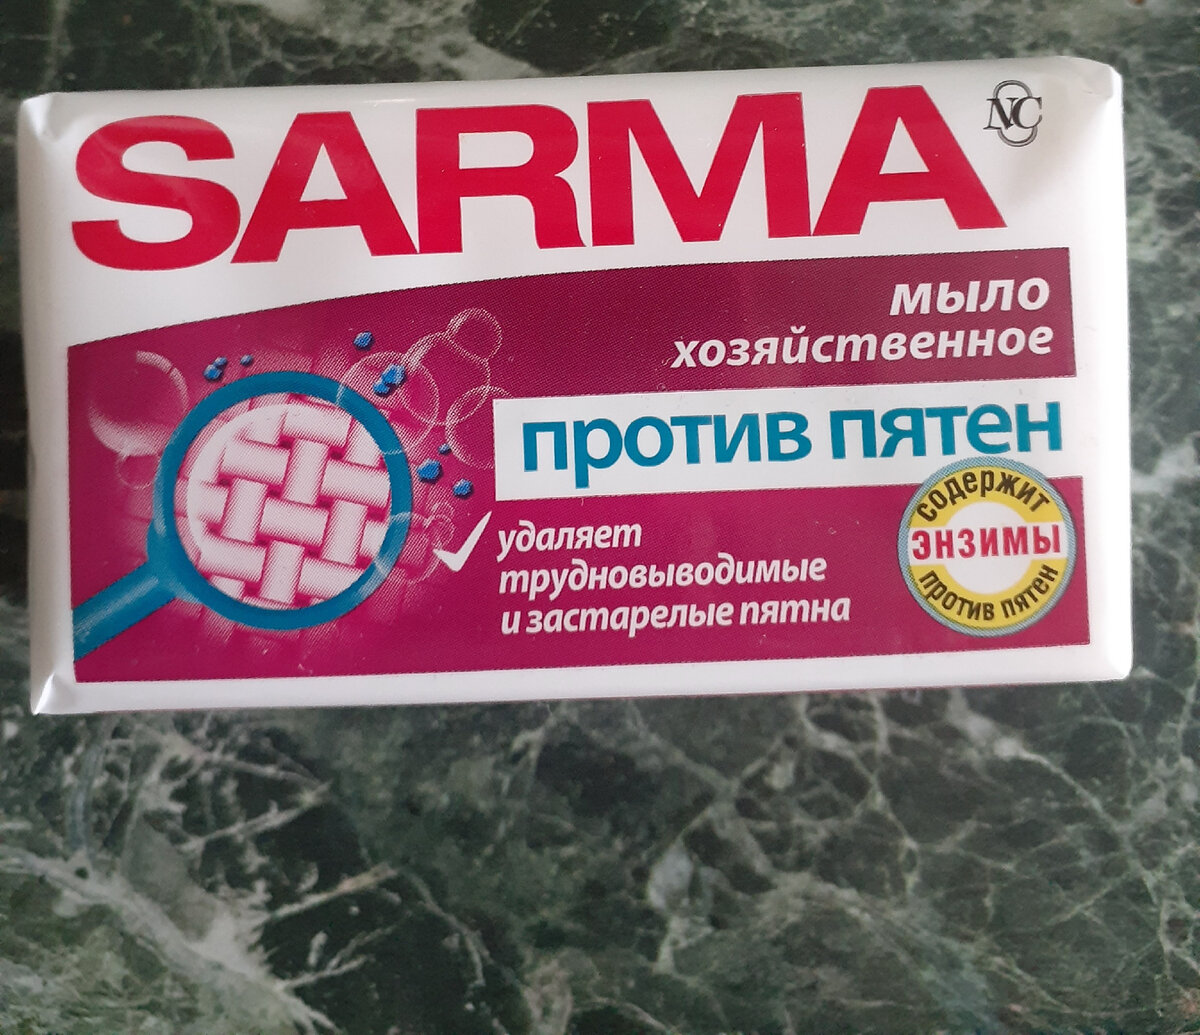 SARMA
NC
мыло
хозяйственное
против пятен
удаляет
трудновыводимые
и застарелые пятна
содержит
энзимы
против пятен